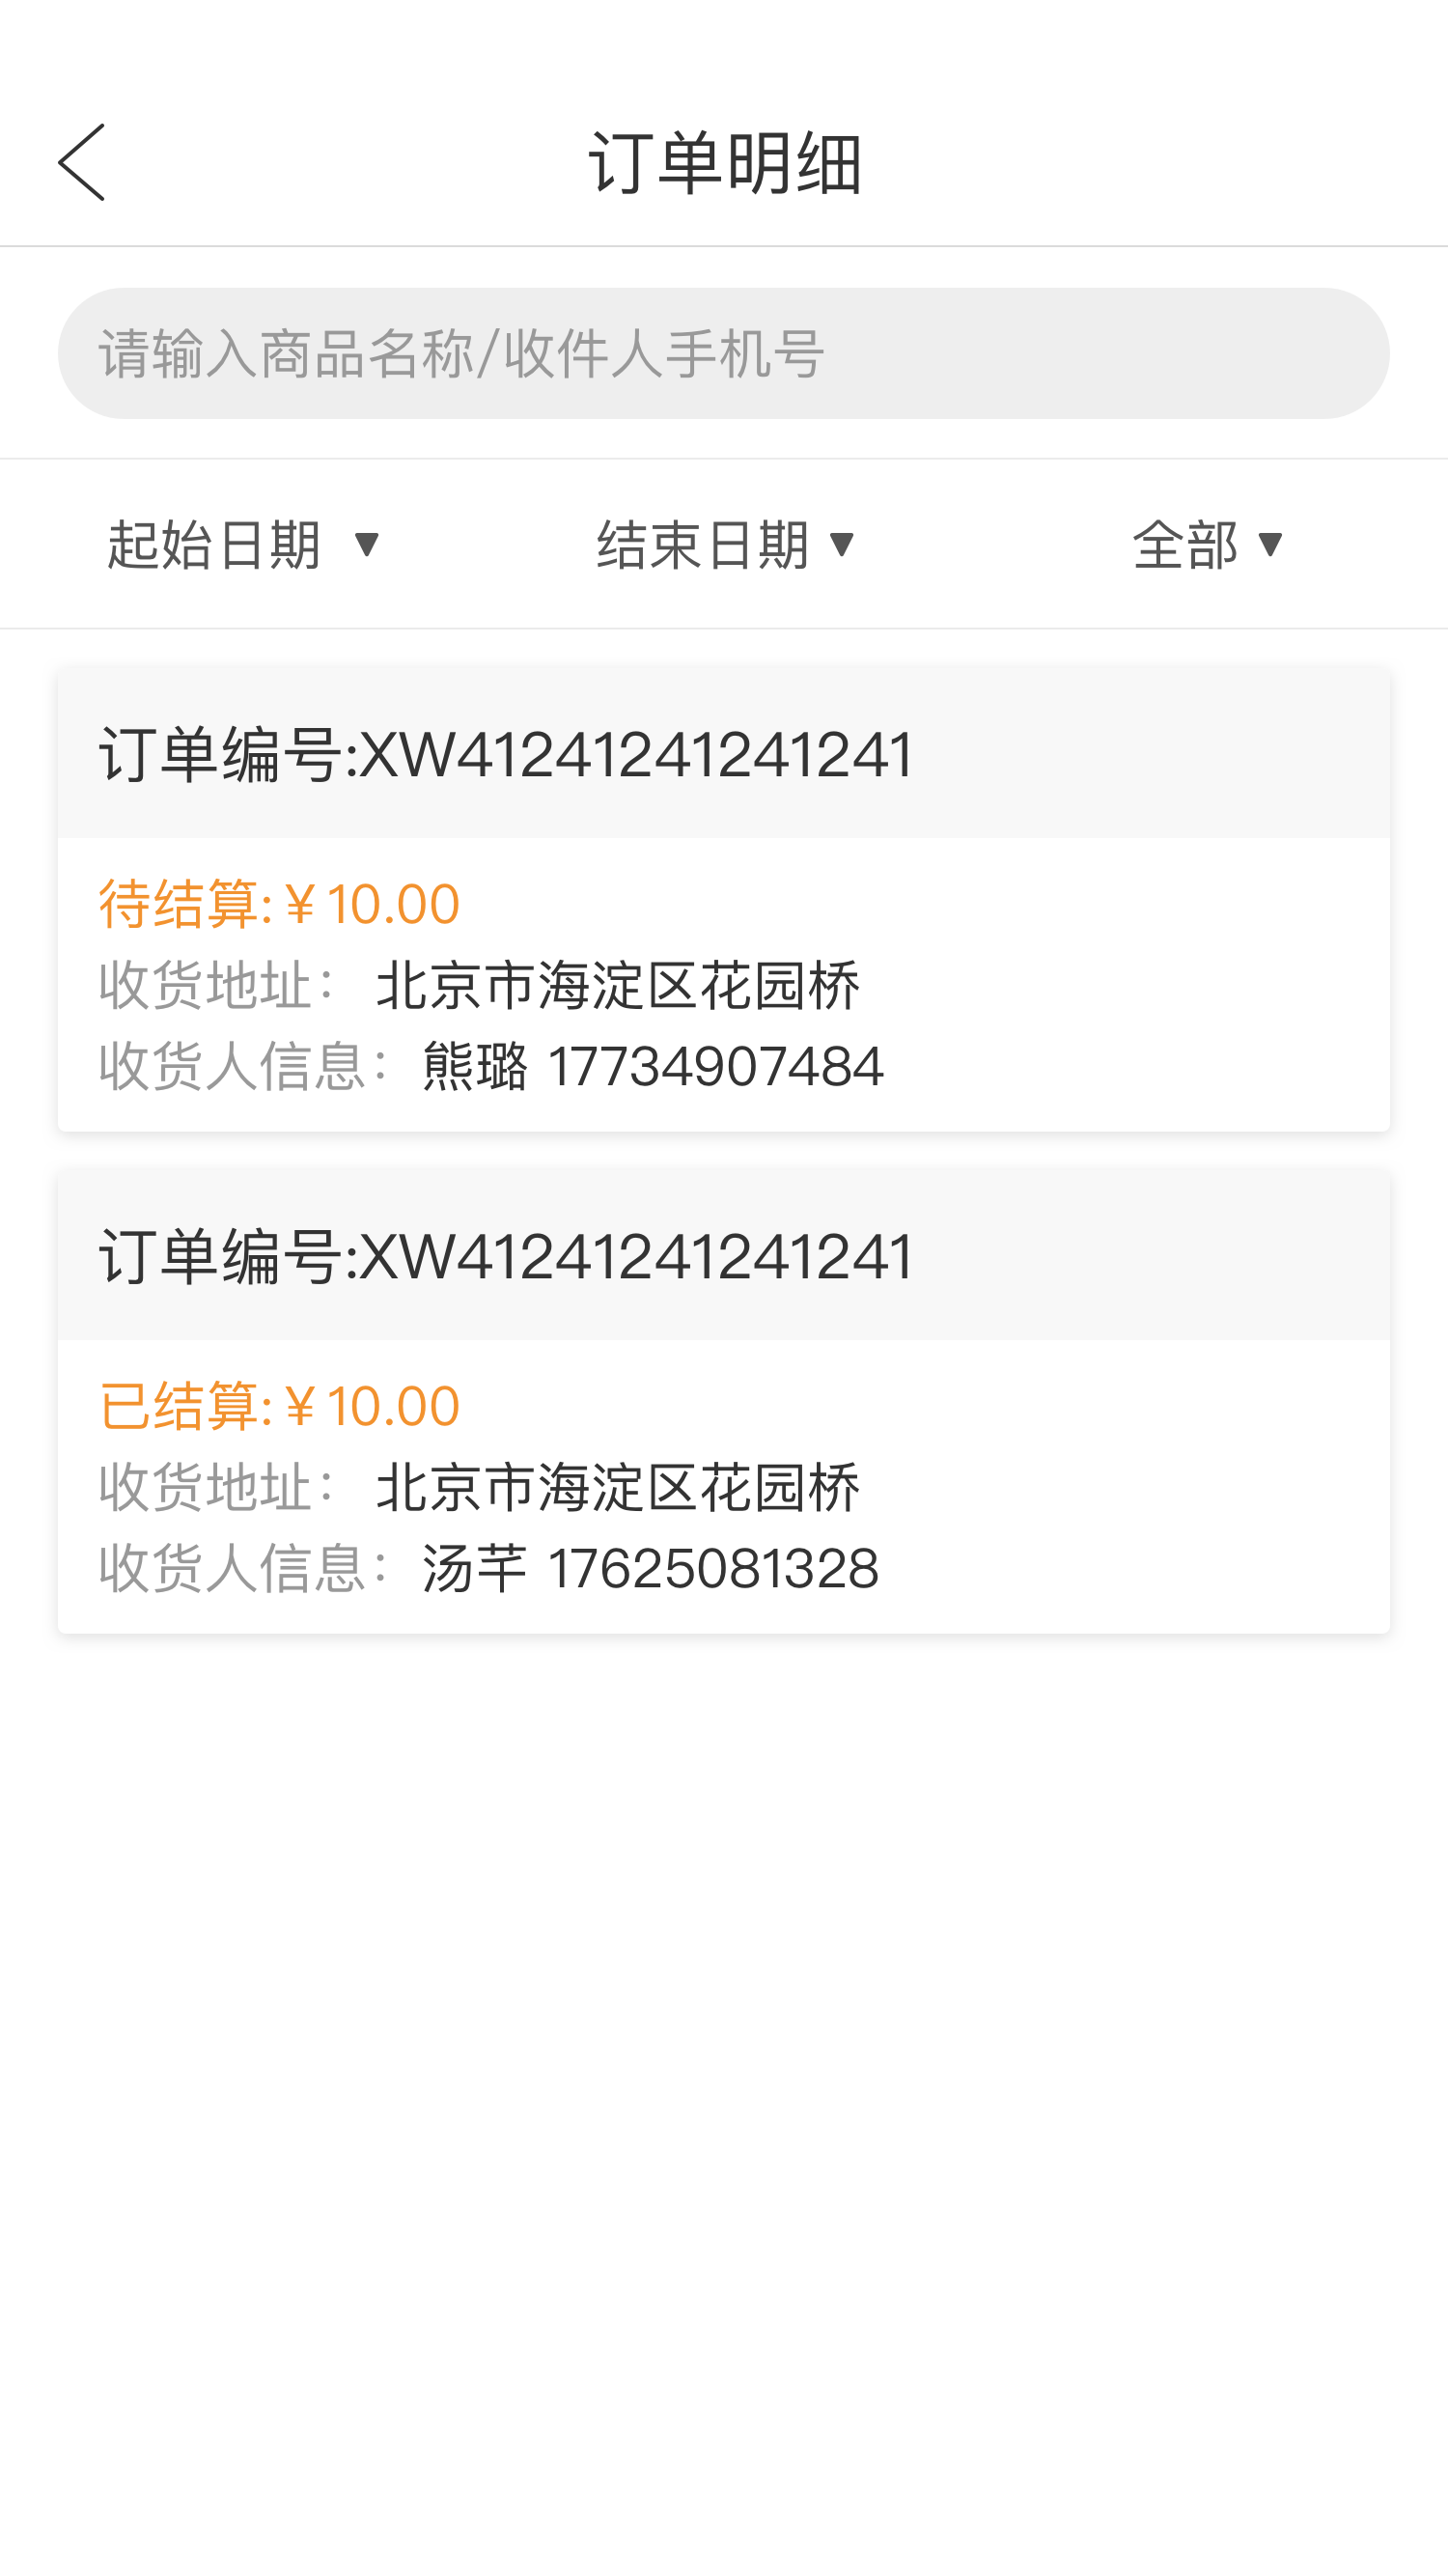 订单明细
请输入商品名称/收件人手机号
起始日期 ▼ 结束日期 ▼ 全部 ▼
订单编号:XW41241241241241
待结算:￥10.00
收货地址： 北京市海淀区花园桥
收货人信息： 熊璐 17734907484
订单编号:XW41241241241241
已结算:￥10.00
收货地址： 北京市海淀区花园桥
收货人信息： 汤芊 17625081328